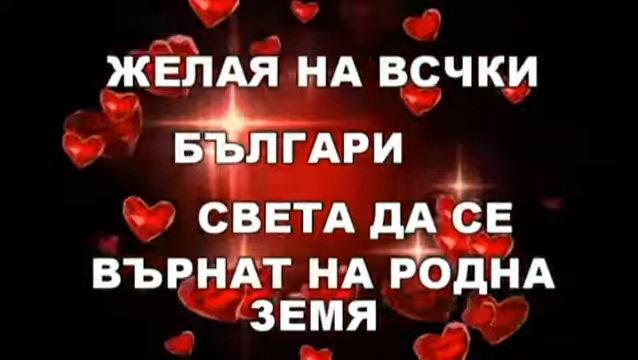 ЖЕЛАЯ НА ВСЧКИ
БЪЛГАРИ
СВЕТА ДА СЕ
ВЪРНАТ НА РОДНА
ЗЕМЯ